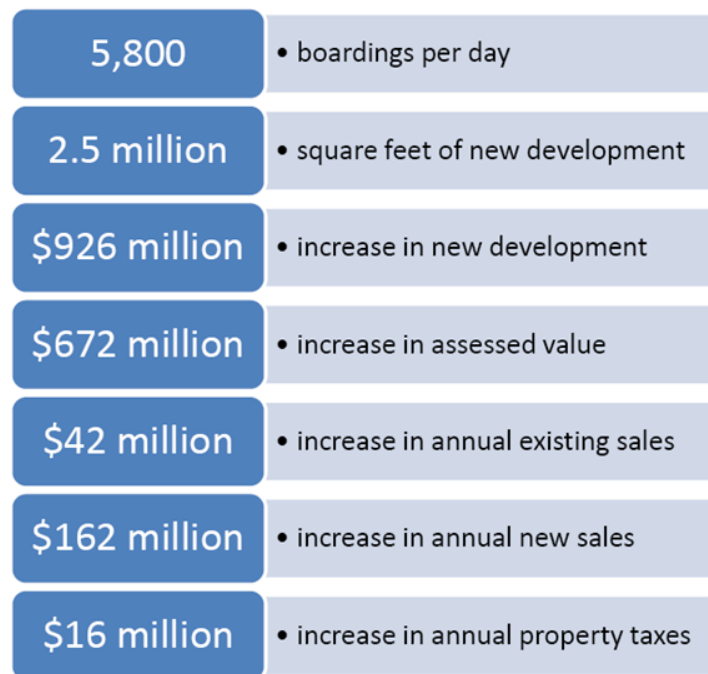 5,800 • boardings per day
2.5 million • square feet of new development
$926 million • increase in new development
$672 million • increase in assessed value
$42 million • increase in annual existing sales
$162 million • increase in annual new sales
$16 million • increase in annual property taxes